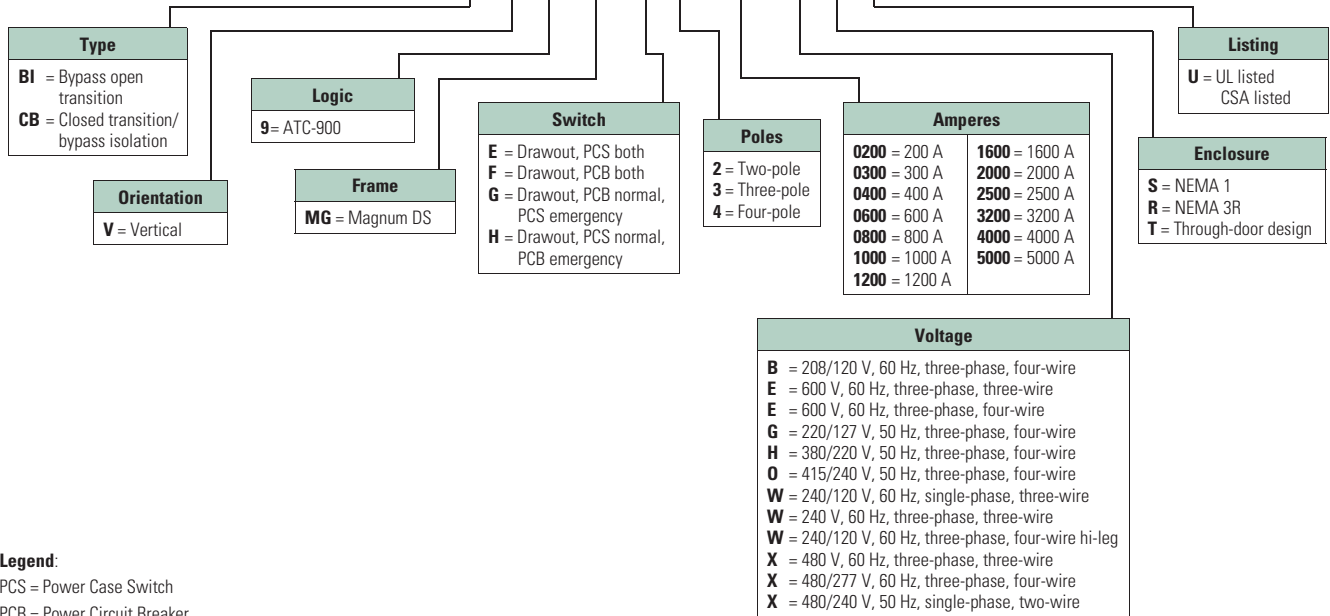 Type
BI = Bypass open
transition
CB = Closed transition/
bypass isolation
Orientation
V = Vertical
Logic
9= ATC-900
Frame
MG = Magnum DS
Switch
E = Drawout, PCS both
F = Drawout, PCB both
G = Drawout, PCB normal,
PCS emergency
H = Drawout, PCS normal,
PCB emergency
Poles
2 = Two-pole
3 = Three-pole
4 = Four-pole
Amperes
0200 = 200 A
0300 = 300 A
0400 = 400 A
0600 = 600 A
0800 = 800 A
1000 = 1000 A
1200 = 1200 A
1600 = 1600 A
2000 = 2000 A
2500 = 2500 A
3200 = 3200 A
4000 = 4000 A
5000 = 5000 A
Voltage
B = 208/120 V, 60 Hz, three-phase, four-wire
E = 600 V, 60 Hz, three-phase, three-wire
E = 600 V, 60 Hz, three-phase, four-wire
G = 220/127 V, 50 Hz, three-phase, four-wire
H = 380/220 V, 50 Hz, three-phase, four-wire
O = 415/240 V, 50 Hz, three-phase, four-wire
W = 240/120 V, 60 Hz, single-phase, three-wire
W = 240 V, 60 Hz, three-phase, three-wire
W = 240/120 V, 60 Hz, three-phase, four-wire hi-leg
X = 480 V, 60 Hz, three-phase, three-wire
X = 480/277 V, 60 Hz, three-phase, four-wire
X = 480/240 V, 50 Hz, single-phase, two-wire
Enclosure
S = NEMA 1
R = NEMA 3R
T = Through-door design
Listing
U = UL listed
CSA listed
Legend:
PCS = Power Case Switch
PCB = Power Circuit Breaker